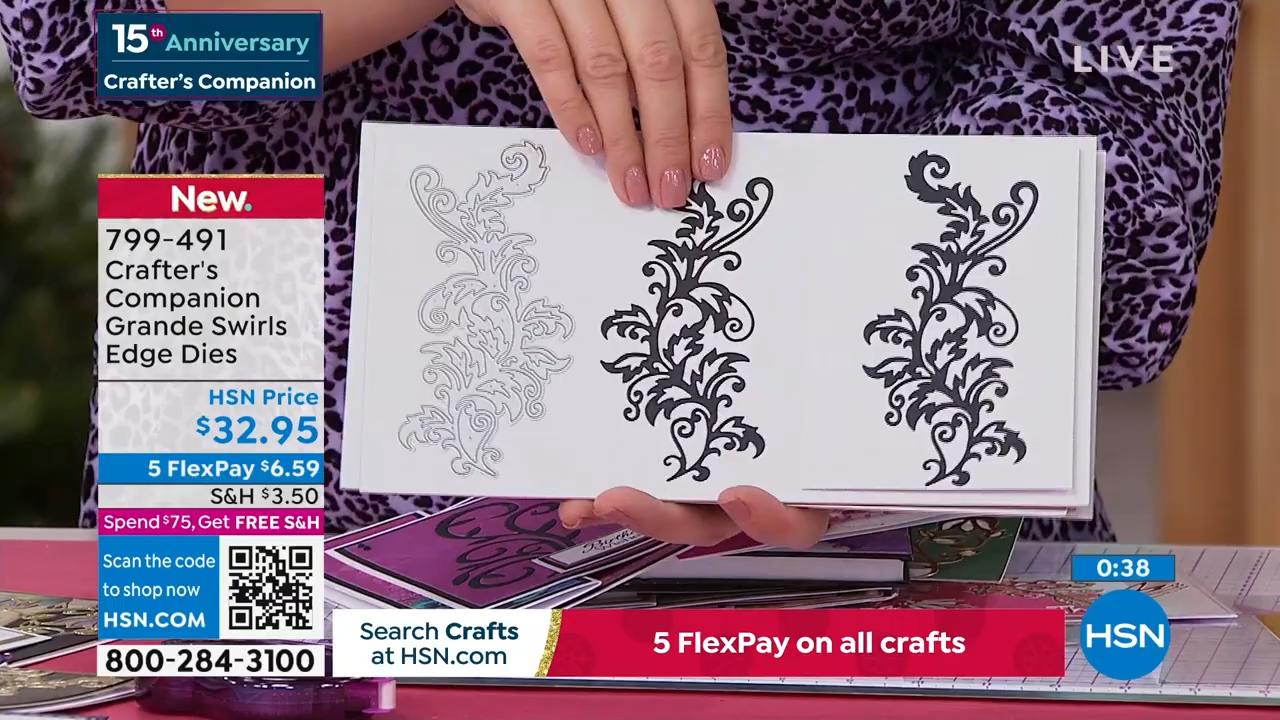 15th Anniversary
Crafter's Companion
LIVE
New.
799-491
Crafter's
Companion
Grande Swirls
Edge Dies
HSN Price
$32.95
5 FlexPay $6.59
S&H $3.50
Spend $75, Get FREE S&H
Scan the code
to shop now
HSN.COM
800-284-3100
Birthday
0:38
HSN
Search Crafts
at HSN.com
5 FlexPay on all crafts